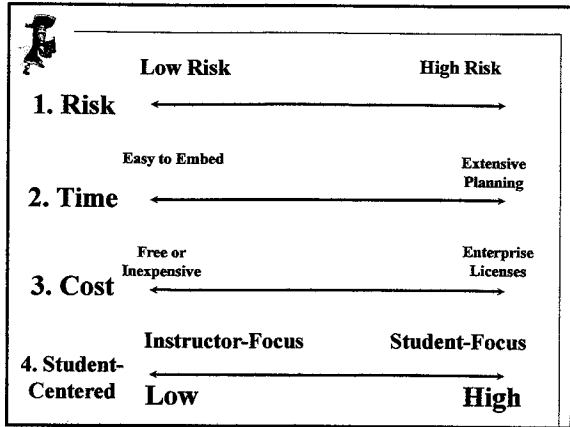 Low Risk High Risk
1. Risk
Easy to Embed Extensive
Planning
2. Time
Free or Enterprise
Inexpensive Licenses
3. Cost
Instructor-Focus Student-Focus
4. Student-
Centered
Low High